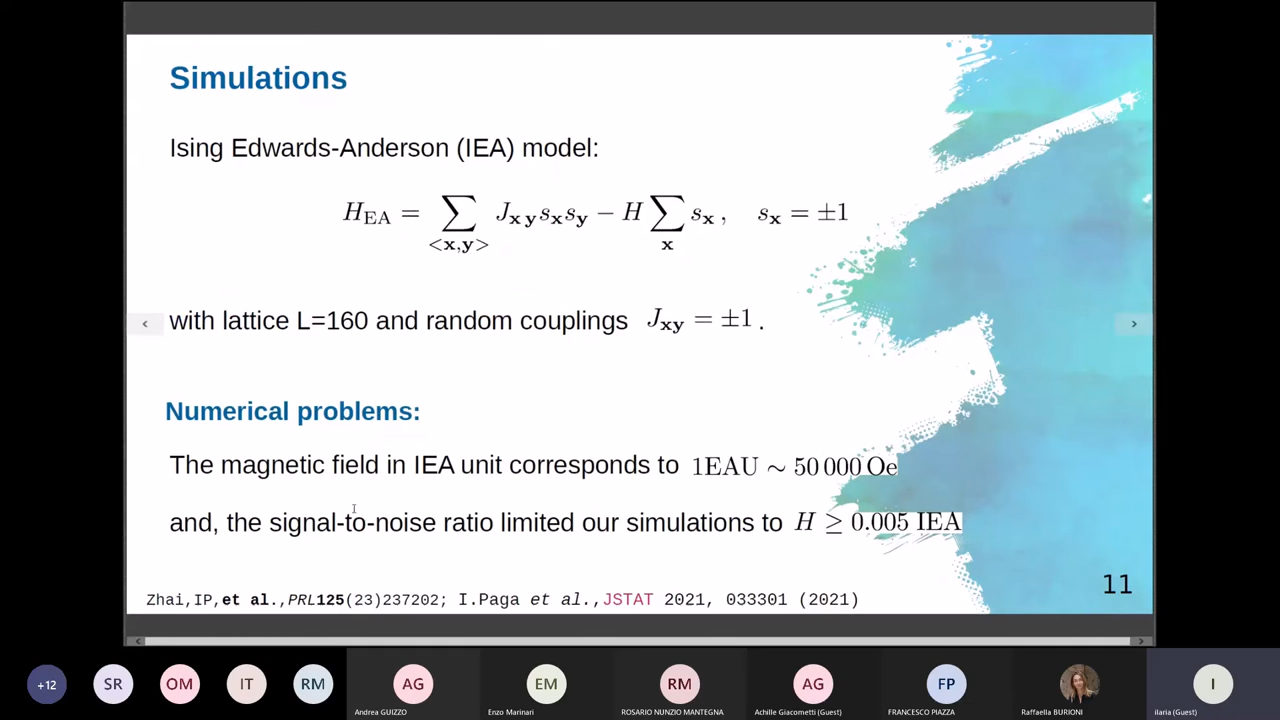 Simulations
Ising Edwards-Anderson (IEA) model:
H_EA = ∑_{<x,y>} J_{x y} s_x s_y − H ∑_x s_x , s_x = ±1
with lattice L=160 and random couplings J_xy = ±1 .
Numerical problems:
The magnetic field in IEA unit corresponds to 1EAU ∼ 50 000 Oe
and, the signal-to-noise ratio limited our simulations to H ≥ 0.005 IEA
11
Zhai,IP,et al.,PRL125(23)237202; I.Paga et al.,JSTAT 2021, 033301 (2021)
+12 SR OM IT RM AG EM RM AG FP I
Andrea GUIZZO Enzo Marinari ROSARIO NUNZIO MANTEGNA Achille Giacometti (Guest) FRANCESCO PIAZZA Raffaella BURIONI ilaria (Guest)